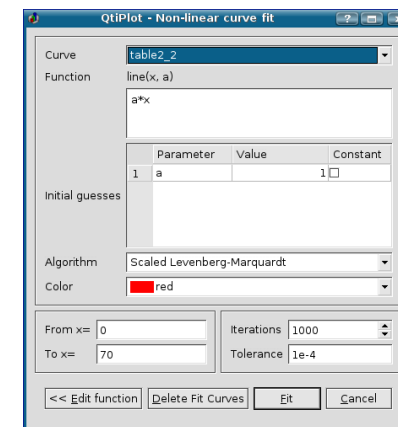 QtiPlot - Non-linear curve fit
Curve table2_2
Function line(x, a)
a*x
Parameter Value Constant
1 a 1
Initial guesses
Algorithm Scaled Levenberg-Marquardt
Color red
From x= 0 Iterations 1000
To x= 70 Tolerance 1e-4
<< Edit function Delete Fit Curves Fit Cancel